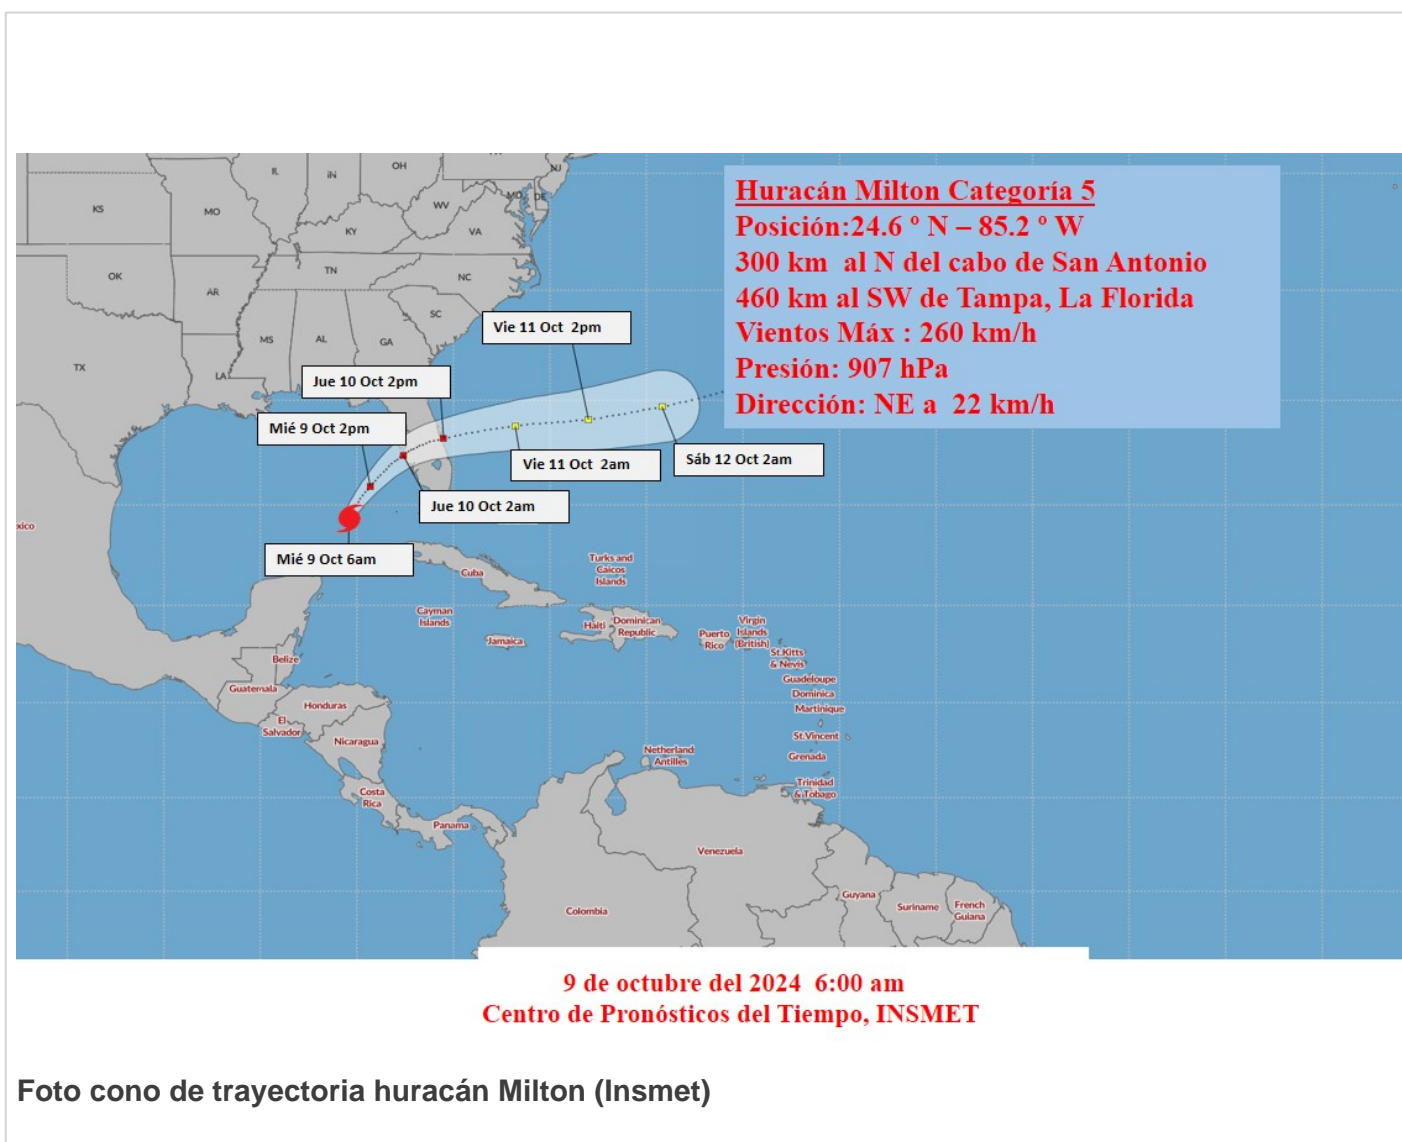 Huracán Milton Categoría 5
Posición:24.6 º N – 85.2 º W
300 km al N del cabo de San Antonio
460 km al SW de Tampa, La Florida
Vientos Máx : 260 km/h
Presión: 907 hPa
Dirección: NE a 22 km/h
IL
IN
OH
NJ
MD
DE
KS
MO
WV
KY
VA
OK
TN
NC
AR
SC
MS
AL
GA
TX
LA
Vie 11 Oct 2pm
Jue 10 Oct 2pm
Mié 9 Oct 2pm
Vie 11 Oct 2am
Sáb 12 Oct 2am
Jue 10 Oct 2am
Mié 9 Oct 6am
xico
Cuba
Turks and
Caicos
Islands
Cayman
Islands
Jamaica
Haiti
Dominican
Republic
Puerto
Rico
Virgin
Islands
(British)
St.Kitts
& Nevis
Guadeloupe
Dominica
Martinique
St.Vincent
Grenada
Trinidad
& Tobago
Belize
Guatemala
Honduras
El
Salvador
Nicaragua
Costa
Rica
Panama
Netherland
Antilles
Venezuela
Colombia
Guyana
Suriname
French
Guiana
9 de octubre del 2024 6:00 am
Centro de Pronósticos del Tiempo, INSMET
Foto cono de trayectoria huracán Milton (Insmet)